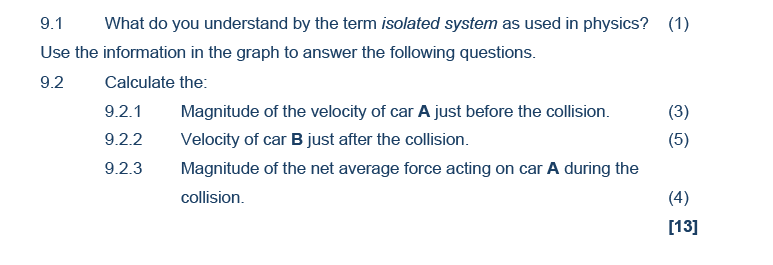 9.1 What do you understand by the term isolated system as used in physics? (1)
Use the information in the graph to answer the following questions.
9.2 Calculate the:
9.2.1 Magnitude of the velocity of car A just before the collision. (3)
9.2.2 Velocity of car B just after the collision. (5)
9.2.3 Magnitude of the net average force acting on car A during the
collision. (4)
[13]